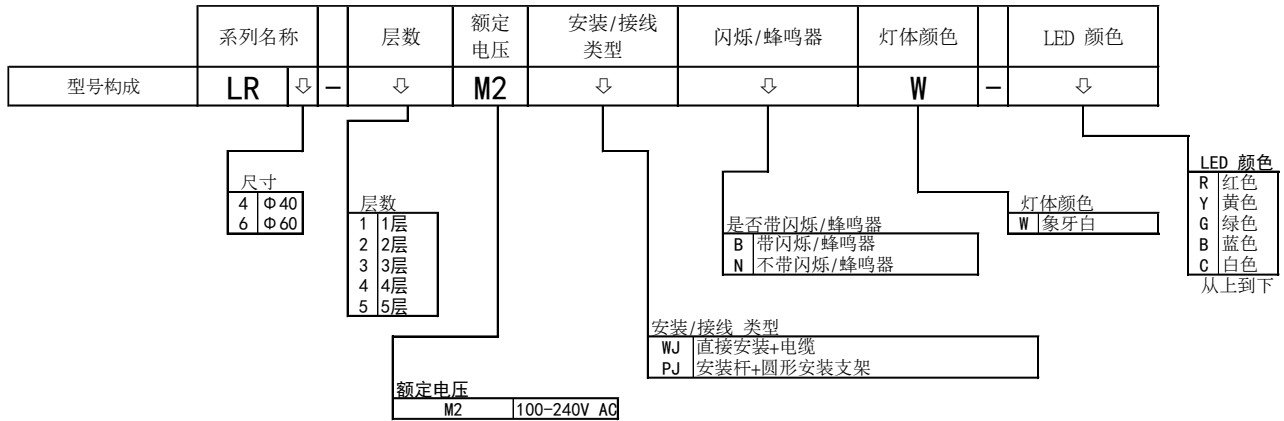 系列名称 层数 额定电压 安装/接线类型 闪烁/蜂鸣器 灯体颜色 LED 颜色
型号构成 LR ⇩ - ⇩ M2 ⇩ ⇩ W - ⇩
尺寸
4 Φ40
6 Φ60
层数
1 1层
2 2层
3 3层
4 4层
5 5层
额定电压
M2 100-240V AC
安装/接线 类型
WJ 直接安装+电缆
PJ 安装杆+圆形安装支架
是否带闪烁/蜂鸣器
B 带闪烁/蜂鸣器
N 不带闪烁/蜂鸣器
灯体颜色
W 象牙白
LED 颜色
R 红色
Y 黄色
G 绿色
B 蓝色
C 白色
从上到下